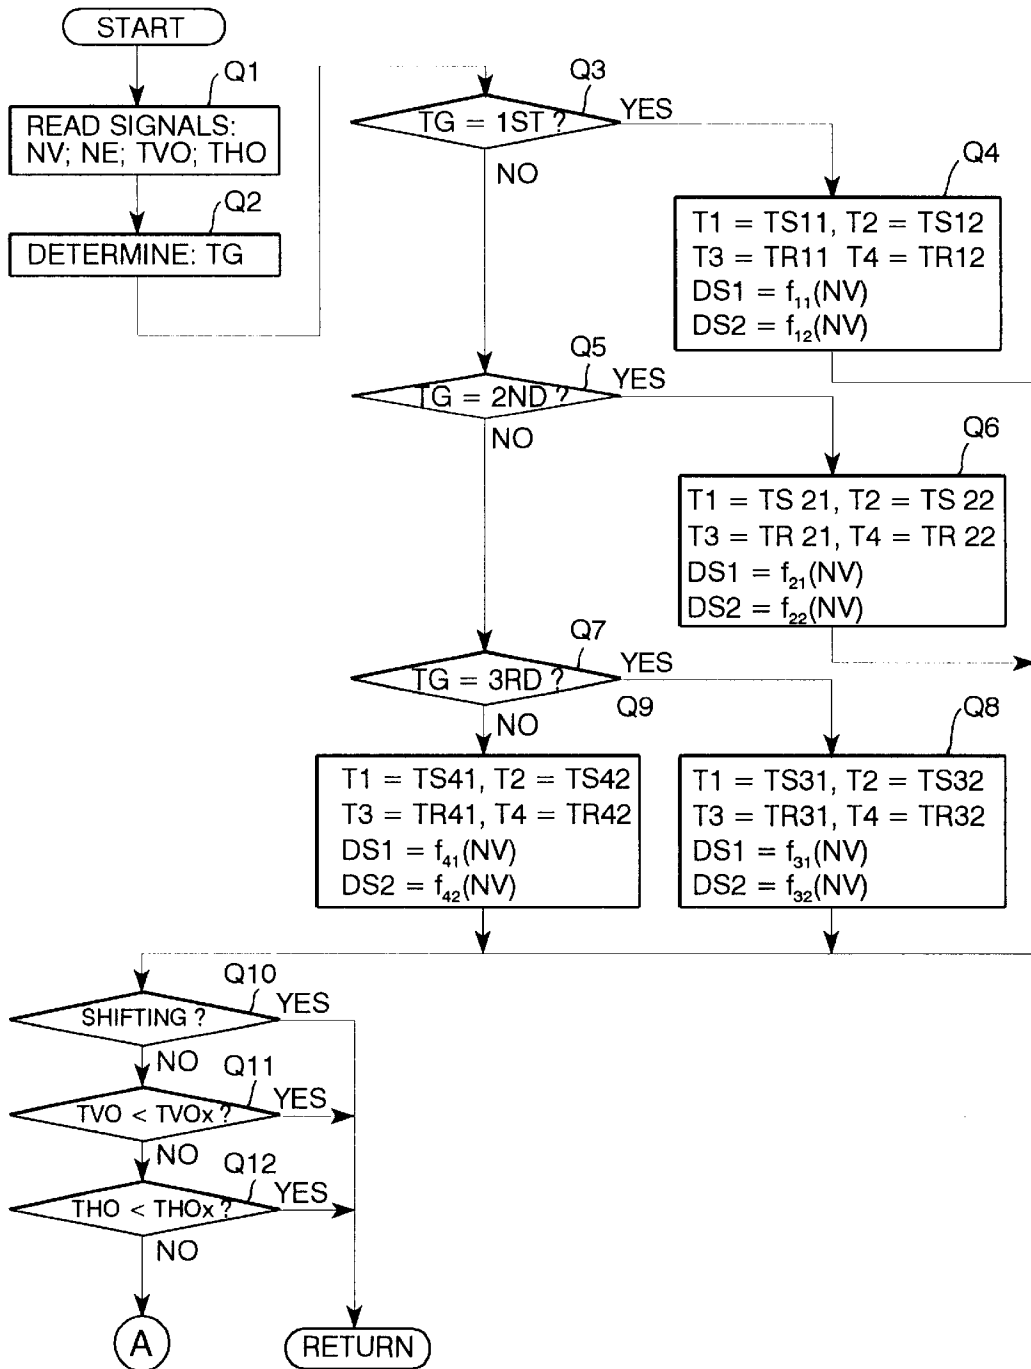 START
Q1
READ SIGNALS:
NV; NE; TVO; THO
Q2
DETERMINE: TG
Q3
TG = 1ST ?
YES
NO
Q4
T1 = TS11, T2 = TS12
T3 = TR11 T4 = TR12
DS1 = f₁₁(NV)
DS2 = f₁₂(NV)
Q5
TG = 2ND ?
YES
NO
Q6
T1 = TS 21, T2 = TS 22
T3 = TR 21, T4 = TR 22
DS1 = f₂₁(NV)
DS2 = f₂₂(NV)
Q7
TG = 3RD ?
YES
NO
Q9
T1 = TS41, T2 = TS42
T3 = TR41, T4 = TR42
DS1 = f₄₁(NV)
DS2 = f₄₂(NV)
Q8
T1 = TS31, T2 = TS32
T3 = TR31, T4 = TR32
DS1 = f₃₁(NV)
DS2 = f₃₂(NV)
Q10
SHIFTING ?
YES
NO
Q11
TVO < TVOx ?
YES
NO
Q12
THO < THOx ?
YES
NO
A
RETURN